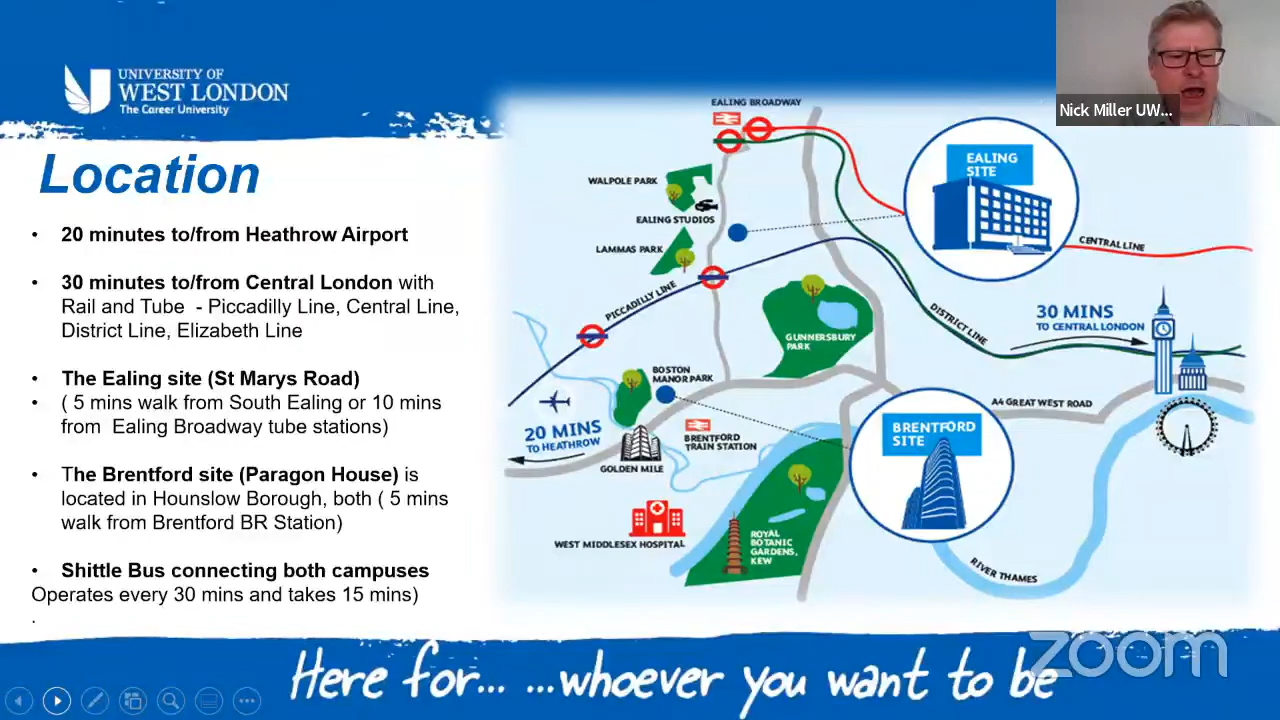 Nick Miller UW...
UNIVERSITY OF
WEST LONDON
The Career University
Location
• 20 minutes to/from Heathrow Airport
• 30 minutes to/from Central London with
Rail and Tube - Piccadilly Line, Central Line,
District Line, Elizabeth Line
• The Ealing site (St Marys Road)
• ( 5 mins walk from South Ealing or 10 mins
from Ealing Broadway tube stations)
• The Brentford site (Paragon House) is
located in Hounslow Borough, both ( 5 mins
walk from Brentford BR Station)
• Shittle Bus connecting both campuses
Operates every 30 mins and takes 15 mins)
.
EALING BROADWAY
WALPOLE PARK
EALING STUDIOS
LAMMAS PARK
PICCADILLY LINE
EALING
SITE
CENTRAL LINE
DISTRICT LINE
30 MINS
TO CENTRAL LONDON
GUNNERSBURY
PARK
BOSTON
MANOR PARK
A4 GREAT WEST ROAD
20 MINS
TO HEATHROW
GOLDEN MILE
BRENTFORD
TRAIN STATION
BRENTFORD
SITE
WEST MIDDLESEX HOSPITAL
ROYAL
BOTANIC
GARDENS,
KEW
RIVER THAMES
Here for... ...whoever you want to be
zoom